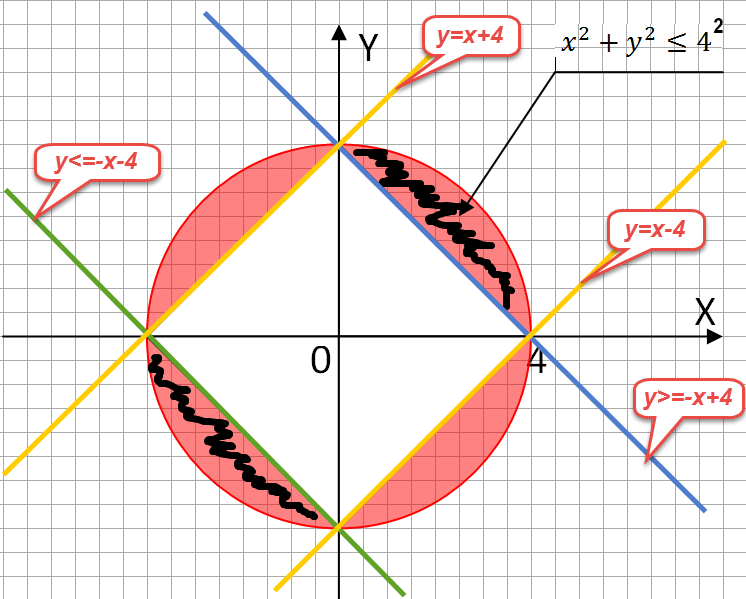 y=x+4
x² + y² ≤ 4²
Y
y<=-x-4
y=x-4
X
0
4
y>=-x+4